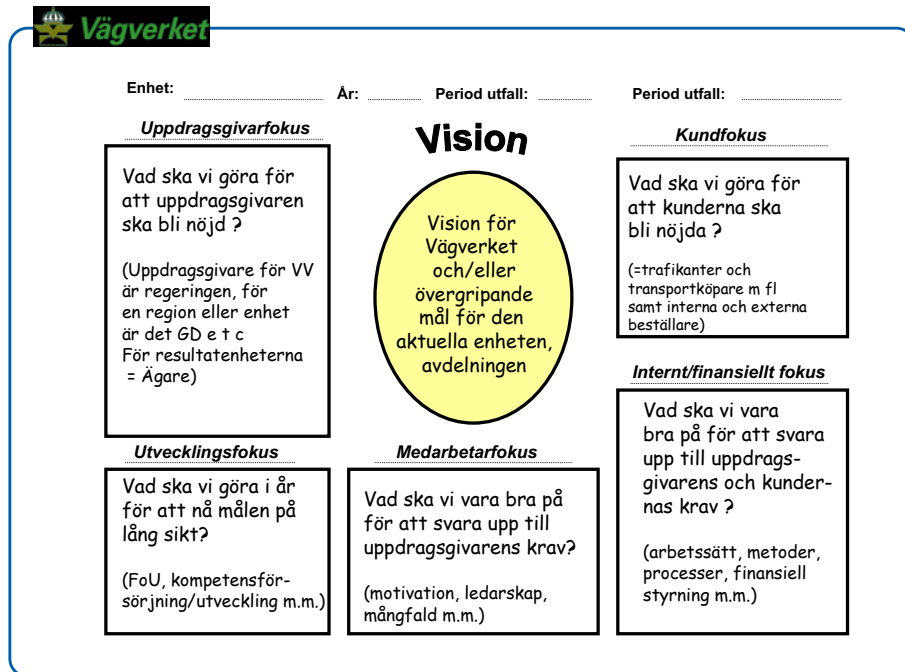 Vägverket
Enhet: År: Period utfall: Period utfall:
Uppdragsgivarfokus
Vad ska vi göra för
att uppdragsgivaren
ska bli nöjd ?
(Uppdragsgivare för VV
är regeringen, för
en region eller enhet
är det GD e t c
För resultatenheterna
= Ägare)
Vision
Vision för
Vägverket
och/eller
övergripande
mål för den
aktuella enheten,
avdelningen
Kundfokus
Vad ska vi göra för
att kunderna ska
bli nöjda ?
(=trafikanter och
transportköpare m fl
samt interna och externa
beställare)
Utvecklingsfokus
Vad ska vi göra i år
för att nå målen på
lång sikt?
(FoU, kompetensför-
sörjning/utveckling m.m.)
Medarbetarfokus
Vad ska vi vara bra på
för att svara upp till
uppdragsgivarens krav?
(motivation, ledarskap,
mångfald m.m.)
Internt/finansiellt fokus
Vad ska vi vara
bra på för att svara
upp till uppdrags-
givarens och kunder-
nas krav ?
(arbetssätt, metoder,
processer, finansiell
styrning m.m.)